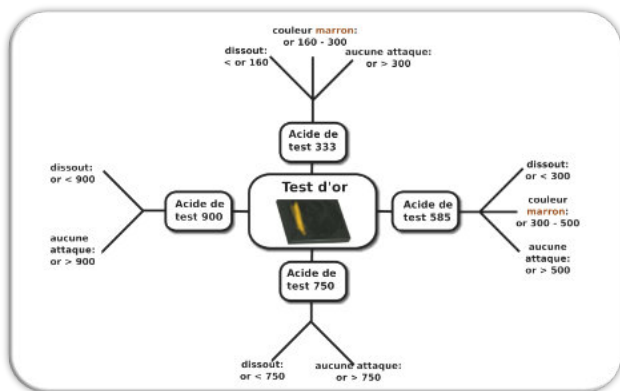 couleur marron:
or 160 - 300
dissout:
< or 160
aucune attaque:
or > 300
Acide de
test 333
dissout:
or < 900
aucune
attaque:
or > 900
Acide de
test 900
Test d'or
Acide de
test 585
dissout:
or < 300
couleur
marron:
or 300 - 500
aucune
attaque:
or > 500
Acide de
test 750
dissout:
or < 750
aucune attaque:
or > 750